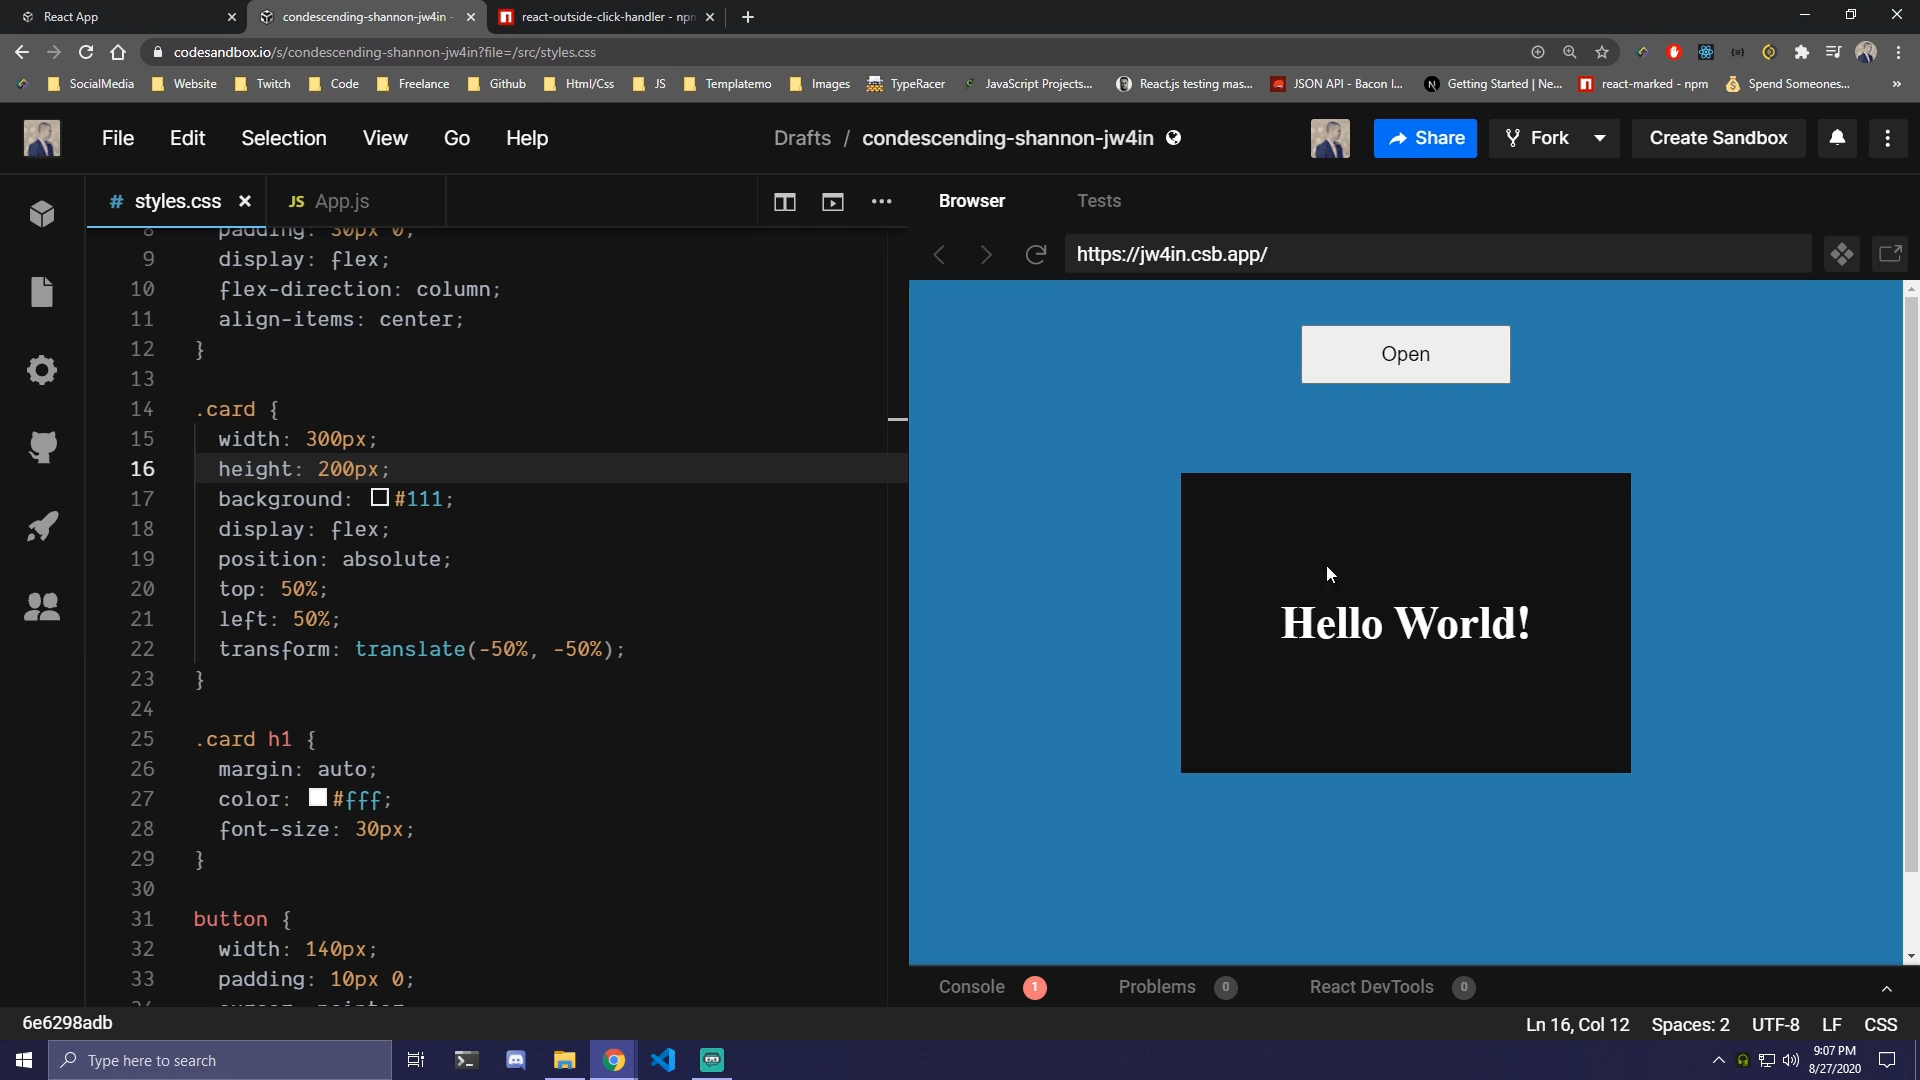 React App
condescending-shannon-jw4in -
react-outside-click-handler - npm
codesandbox.io/s/condescending-shannon-jw4in?file=/src/styles.css
SocialMedia
Website
Twitch
Code
Freelance
Github
Html/Css
JS
Templatemo
Images
TypeRacer
JavaScript Projects...
React.js testing mas...
JSON API - Bacon I...
Getting Started | Ne...
react-marked - npm
Spend Someones...
»
File
Edit
Selection
View
Go
Help
Drafts / condescending-shannon-jw4in
Share
Fork
Create Sandbox
# styles.css
JS App.js
Browser
Tests
https://jw4in.csb.app/
8 padding: 30px 0;
9 display: flex;
10 flex-direction: column;
11 align-items: center;
12 }
13
14 .card {
15 width: 300px;
16 height: 200px;
17 background: #111;
18 display: flex;
19 position: absolute;
20 top: 50%;
21 left: 50%;
22 transform: translate(-50%, -50%);
23 }
24
25 .card h1 {
26 margin: auto;
27 color: #fff;
28 font-size: 30px;
29 }
30
31 button {
32 width: 140px;
33 padding: 10px 0;
Open
Hello World!
Console 1
Problems 0
React DevTools 0
6e6298adb
Ln 16, Col 12
Spaces: 2
UTF-8
LF
CSS
Type here to search
9:07 PM
8/27/2020